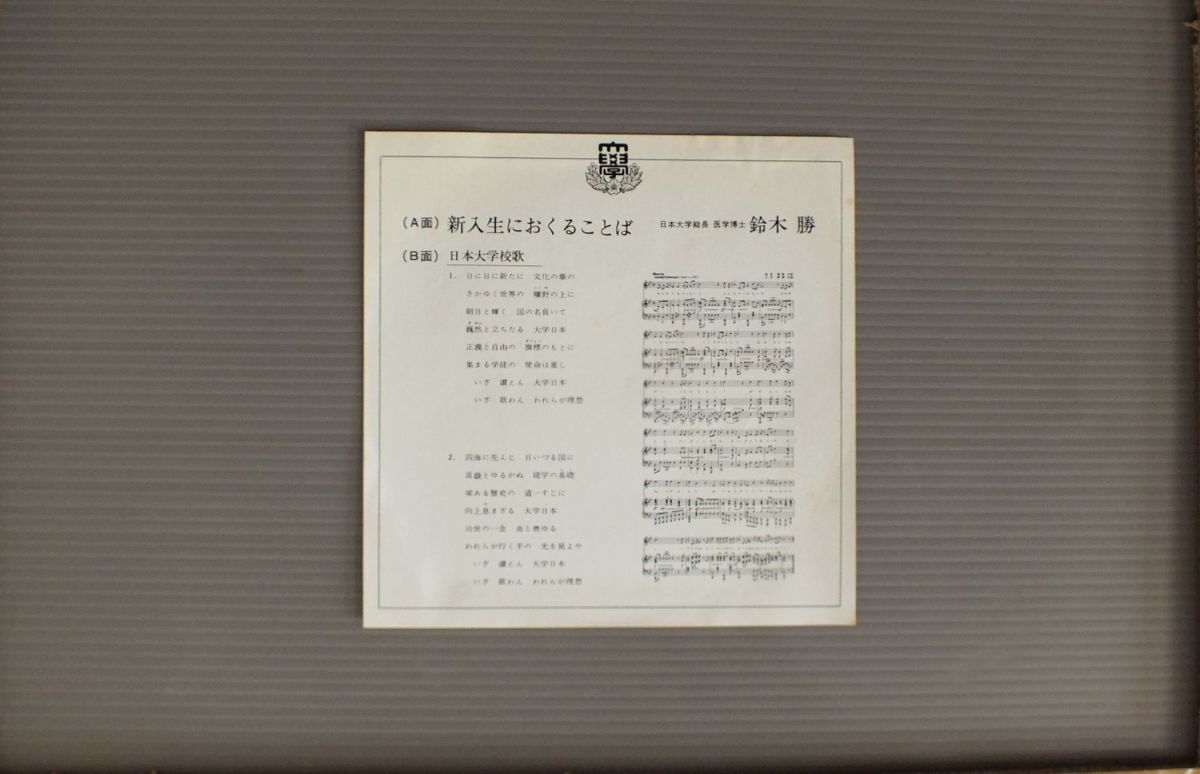 大學
(A面) 新入生におくることば 日本大学総長 医学博士 鈴木 勝
(B面) 日本大学校歌
1. 日に日に新たに 文化の華の
さかゆく世界の 曠野の上に
朝日と輝く 国の名負いて
巍然と立ちたる 大学日本
正義と自由の 旗標のもとに
集まる学徒の 使命は重し
いざ 讃えん 大学日本
いざ 歌わん われらが理想
2. 四海に先んじ 日いづる国に
富嶽とゆるがぬ 建学の基礎
栄ある歴史の 道一すじに
向上息まざる 大学日本
治世の一念 炎と燃ゆる
われらが行く手の 光を見よや
いざ 讃えん 大学日本
いざ 歌わん われらが理想